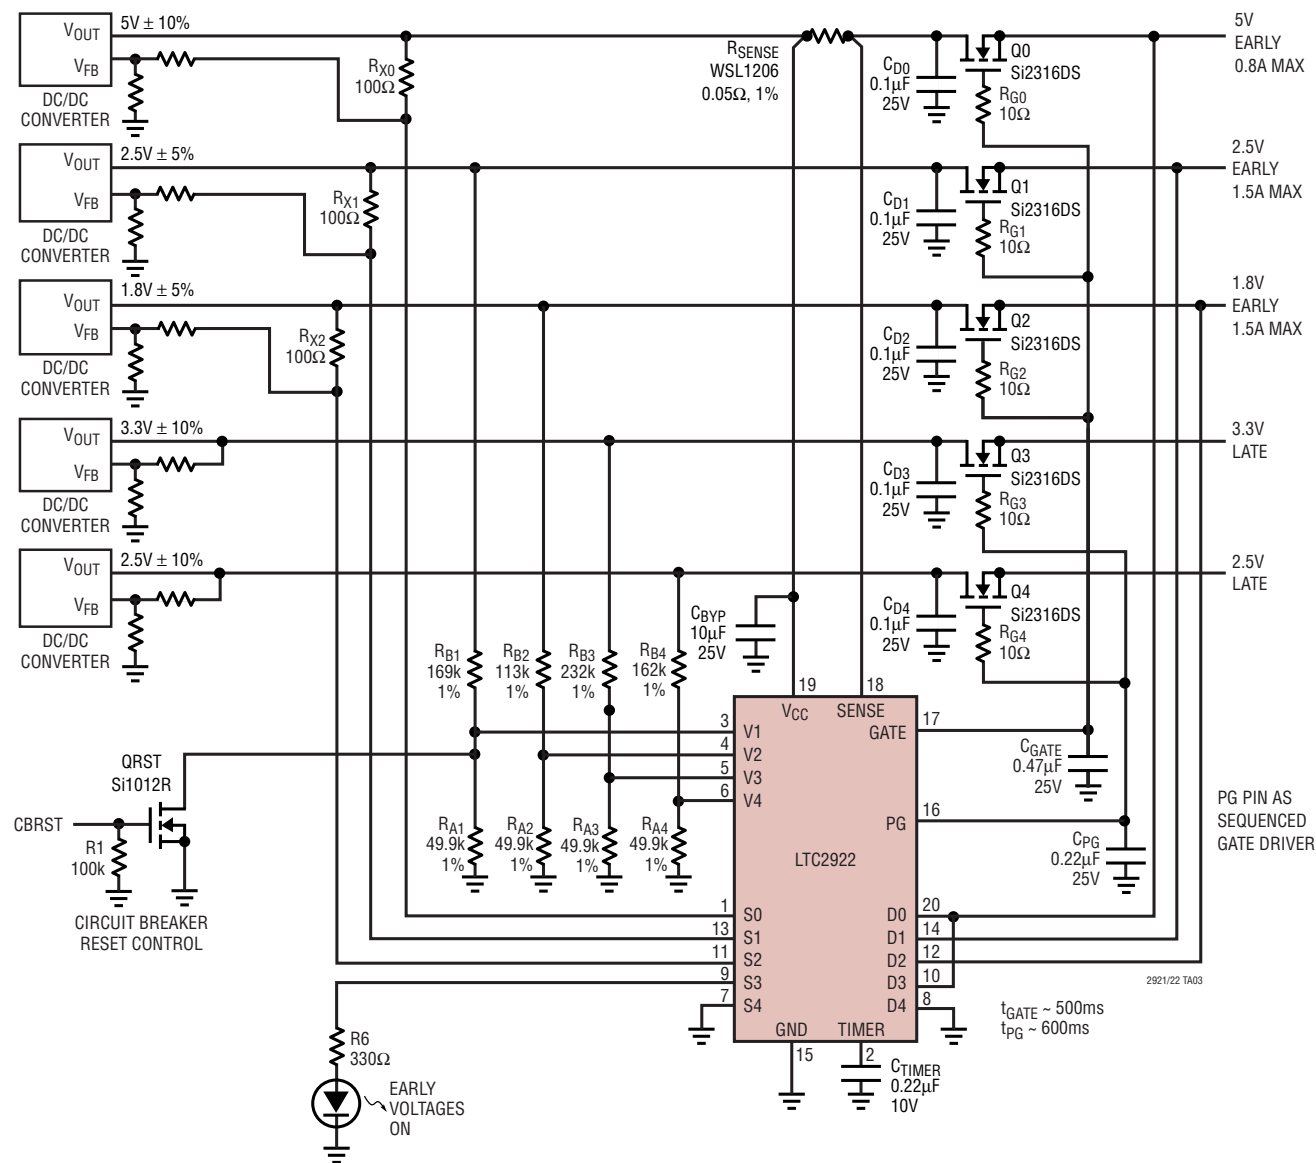 VOUT
5V ± 10%
VFB
DC/DC
CONVERTER
RX0
100Ω
RSENSE
WSL1206
0.05Ω, 1%
CD0
0.1µF
25V
Q0
Si2316DS
RG0
10Ω
5V
EARLY
0.8A MAX
VOUT
2.5V ± 5%
VFB
DC/DC
CONVERTER
RX1
100Ω
CD1
0.1µF
25V
Q1
Si2316DS
RG1
10Ω
2.5V
EARLY
1.5A MAX
VOUT
1.8V ± 5%
VFB
DC/DC
CONVERTER
RX2
100Ω
CD2
0.1µF
25V
Q2
Si2316DS
RG2
10Ω
1.8V
EARLY
1.5A MAX
VOUT
3.3V ± 10%
VFB
DC/DC
CONVERTER
CD3
0.1µF
25V
Q3
Si2316DS
RG3
10Ω
3.3V
LATE
VOUT
2.5V ± 10%
VFB
DC/DC
CONVERTER
CD4
0.1µF
25V
Q4
Si2316DS
RG4
10Ω
2.5V
LATE
CBYP
10µF
25V
RB1
169k
1%
RB2
113k
1%
RB3
232k
1%
RB4
162k
1%
19
18
VCC
SENSE
3
V1
4
V2
5
V3
6
V4
GATE
17
CGATE
0.47µF
25V
QRST
Si1012R
CBRST
R1
100k
CIRCUIT BREAKER
RESET CONTROL
RA1
49.9k
1%
RA2
49.9k
1%
RA3
49.9k
1%
RA4
49.9k
1%
PG
16
LTC2922
CPG
0.22µF
25V
PG PIN AS
SEQUENCED
GATE DRIVER
1
S0
13
S1
11
S2
9
S3
7
S4
D0
20
D1
14
D2
12
D3
10
D4
8
2921/22 TA03
GND
TIMER
15
2
tGATE ~ 500ms
tPG ~ 600ms
CTIMER
0.22µF
10V
R6
330Ω
EARLY
VOLTAGES
ON